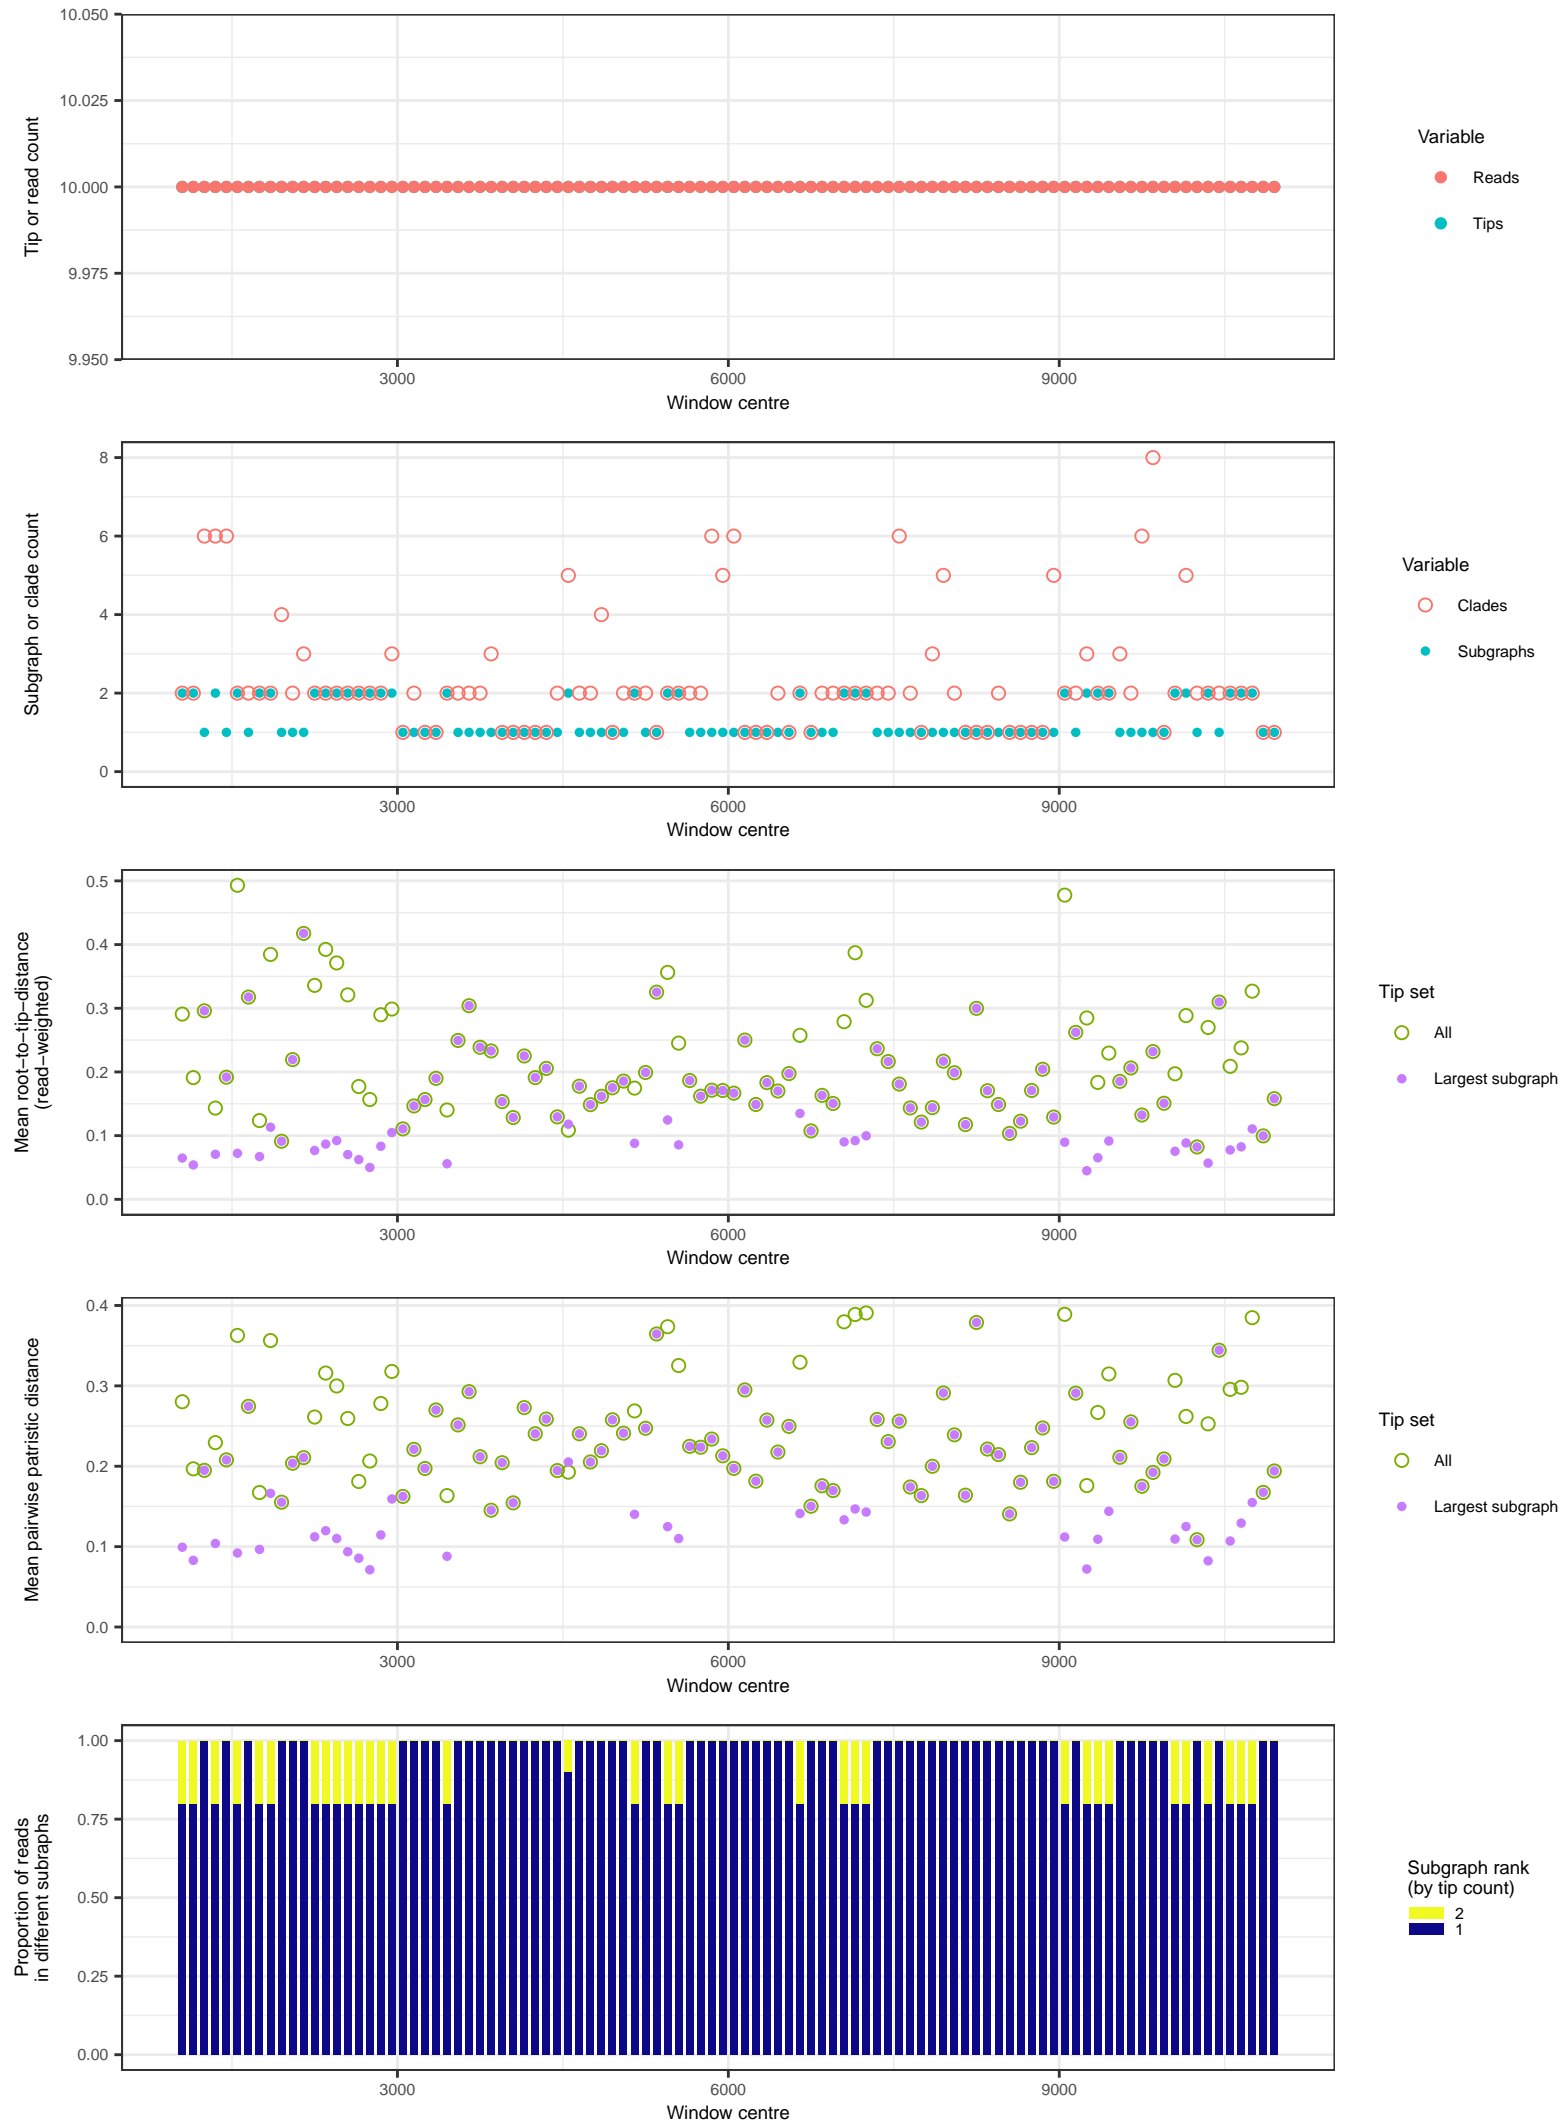 10.050
10.025
10.000
9.975
9.950
Tip or read count
3000
6000
9000
Window centre
Variable
Reads
Tips
8
6
4
2
0
Subgraph or clade count
3000
6000
9000
Window centre
Variable
Clades
Subgraphs
0.5
0.4
0.3
0.2
0.1
0.0
Mean root−to−tip−distance
(read−weighted)
3000
6000
9000
Window centre
Tip set
All
Largest subgraph
0.4
0.3
0.2
0.1
0.0
Mean pairwise patristic distance
3000
6000
9000
Window centre
Tip set
All
Largest subgraph
1.00
0.75
0.50
0.25
0.00
Proportion of reads
in different subraphs
3000
6000
9000
Window centre
Subgraph rank
(by tip count)
2
1